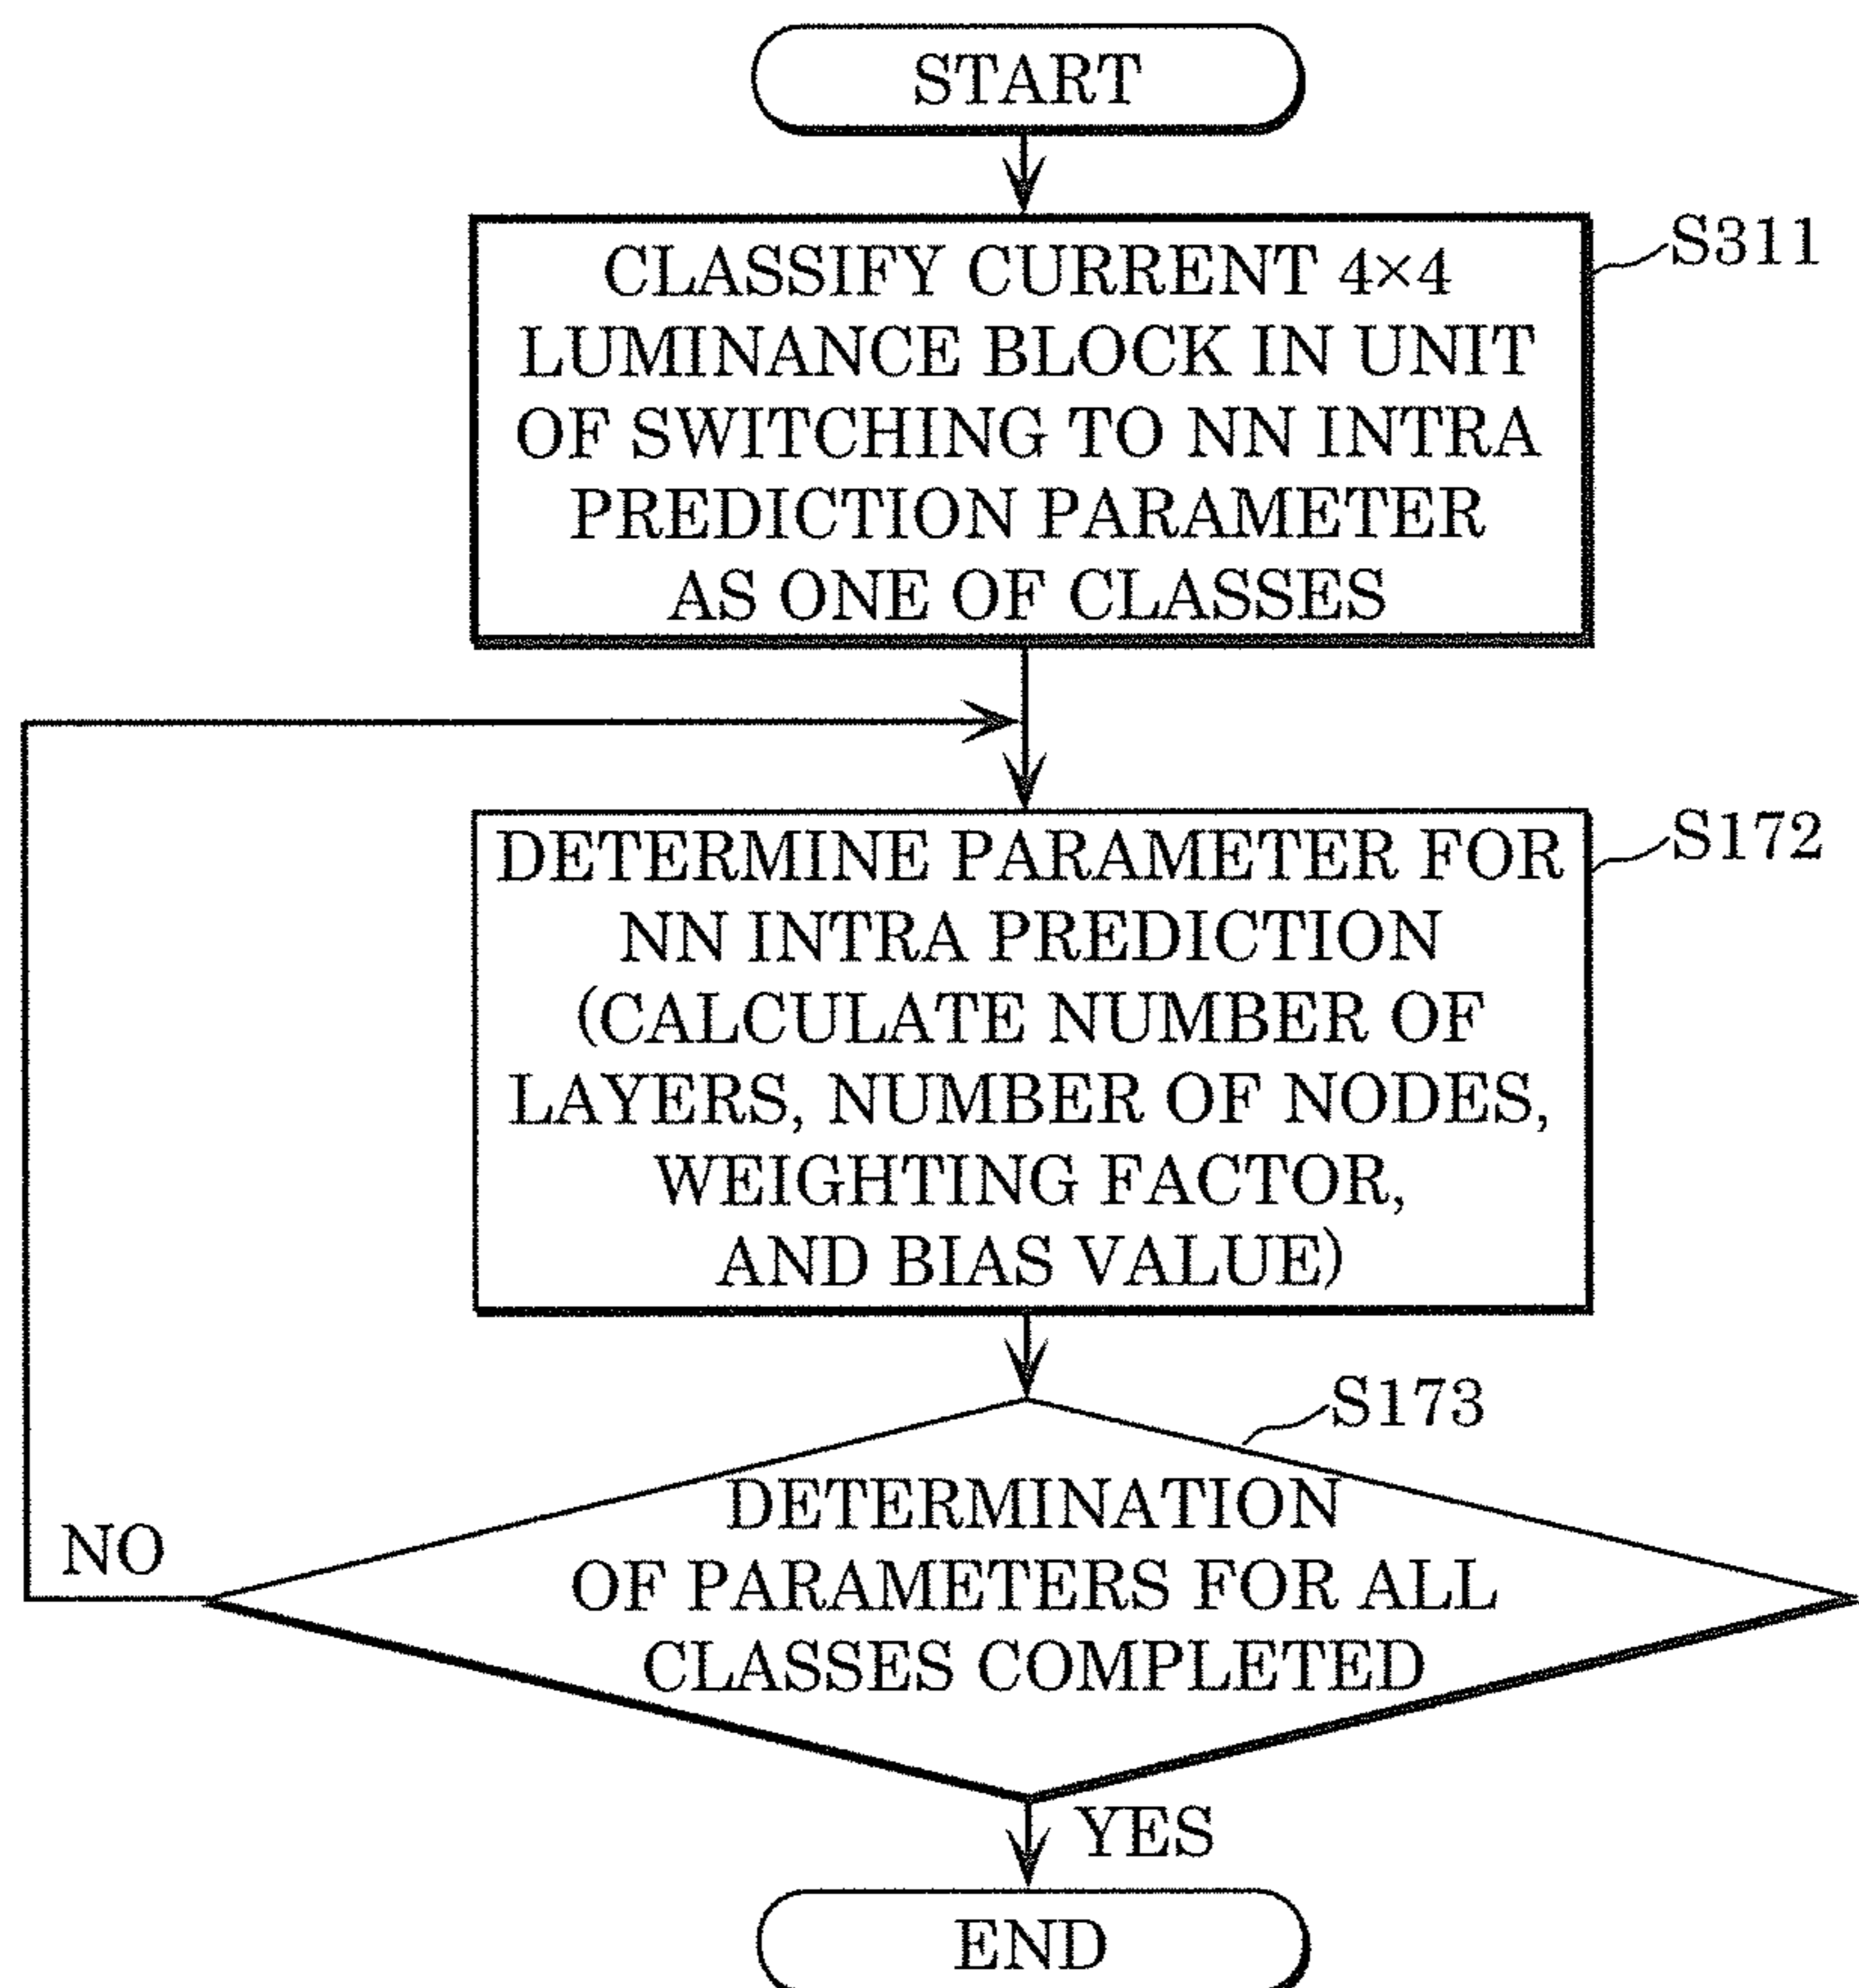 START
S311
CLASSIFY CURRENT 4×4
LUMINANCE BLOCK IN UNIT
OF SWITCHING TO NN INTRA
PREDICTION PARAMETER
AS ONE OF CLASSES
S172
DETERMINE PARAMETER FOR
NN INTRA PREDICTION
(CALCULATE NUMBER OF
LAYERS, NUMBER OF NODES,
WEIGHTING FACTOR,
AND BIAS VALUE)
S173
DETERMINATION
OF PARAMETERS FOR ALL
CLASSES COMPLETED
NO
YES
END